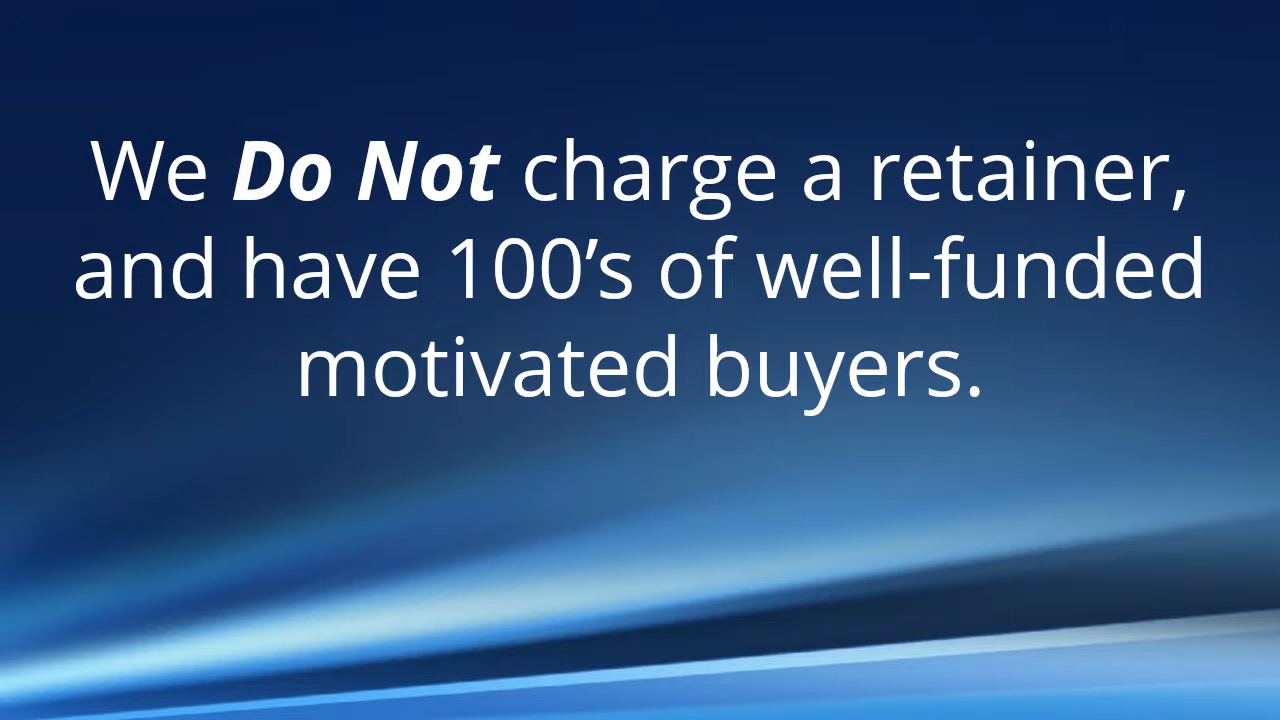 We Do Not charge a retainer,
and have 100’s of well-funded
motivated buyers.